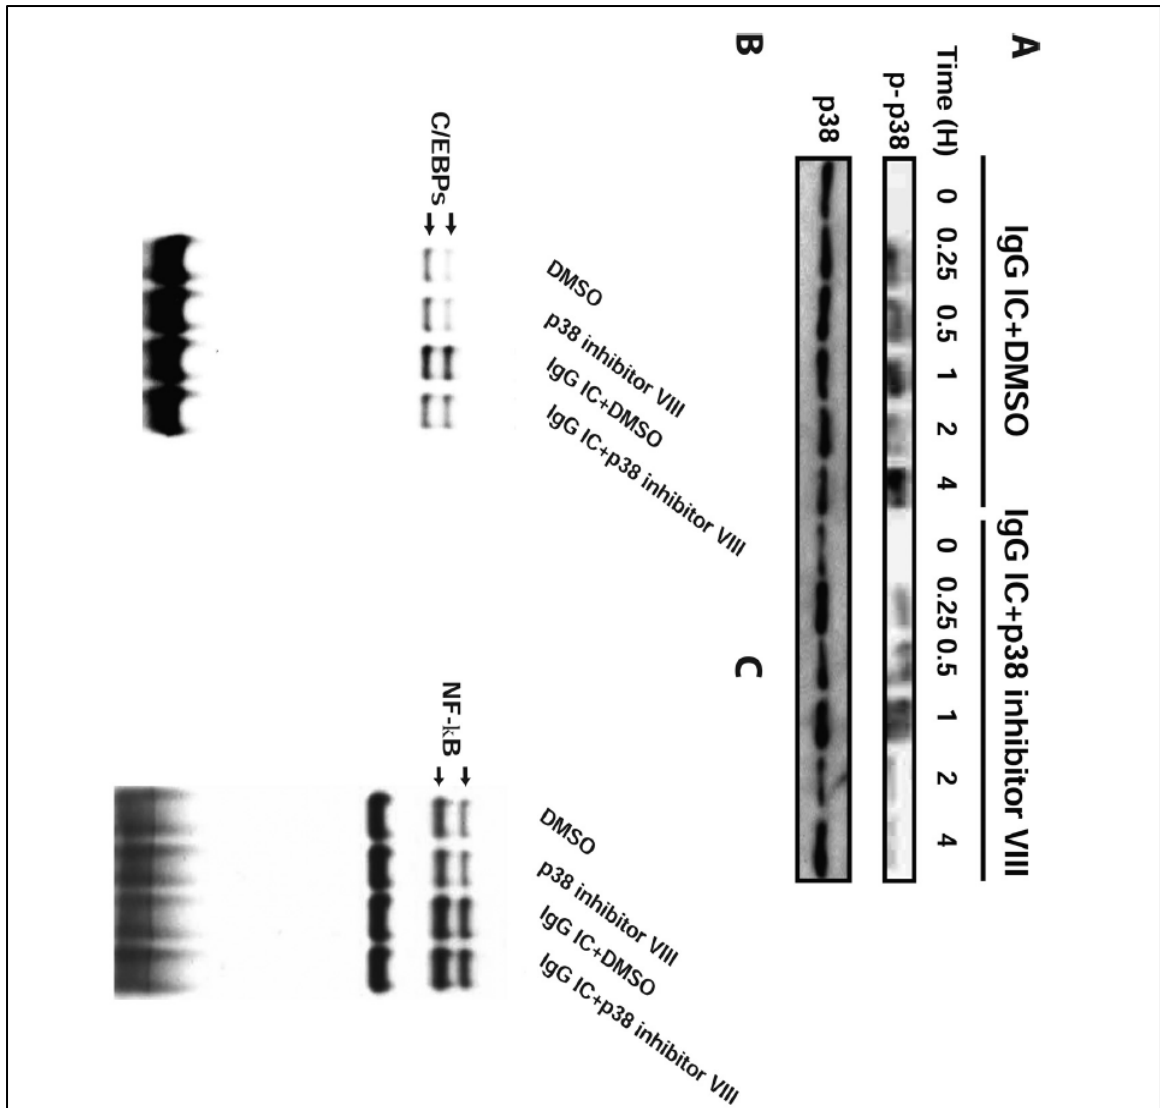 A
IgG IC+DMSO IgG IC+p38 inhibitor VIII
Time (H) 0 0.25 0.5 1 2 4 0 0.25 0.5 1 2 4
p-p38
p38
B
DMSO
p38 inhibitor VIII
IgG IC+DMSO
IgG IC+p38 inhibitor VIII
C/EBPs
C
DMSO
p38 inhibitor VIII
IgG IC+DMSO
IgG IC+p38 inhibitor VIII
NF-kB